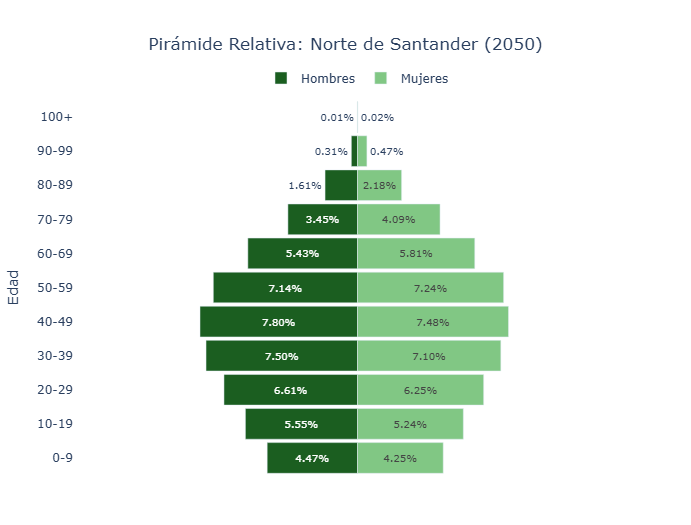 Pirámide Relativa: Norte de Santander (2050)
Hombres Mujeres
Edad
100+ 0.01% 0.02%
90-99 0.31% 0.47%
80-89 1.61% 2.18%
70-79 3.45% 4.09%
60-69 5.43% 5.81%
50-59 7.14% 7.24%
40-49 7.80% 7.48%
30-39 7.50% 7.10%
20-29 6.61% 6.25%
10-19 5.55% 5.24%
0-9 4.47% 4.25%